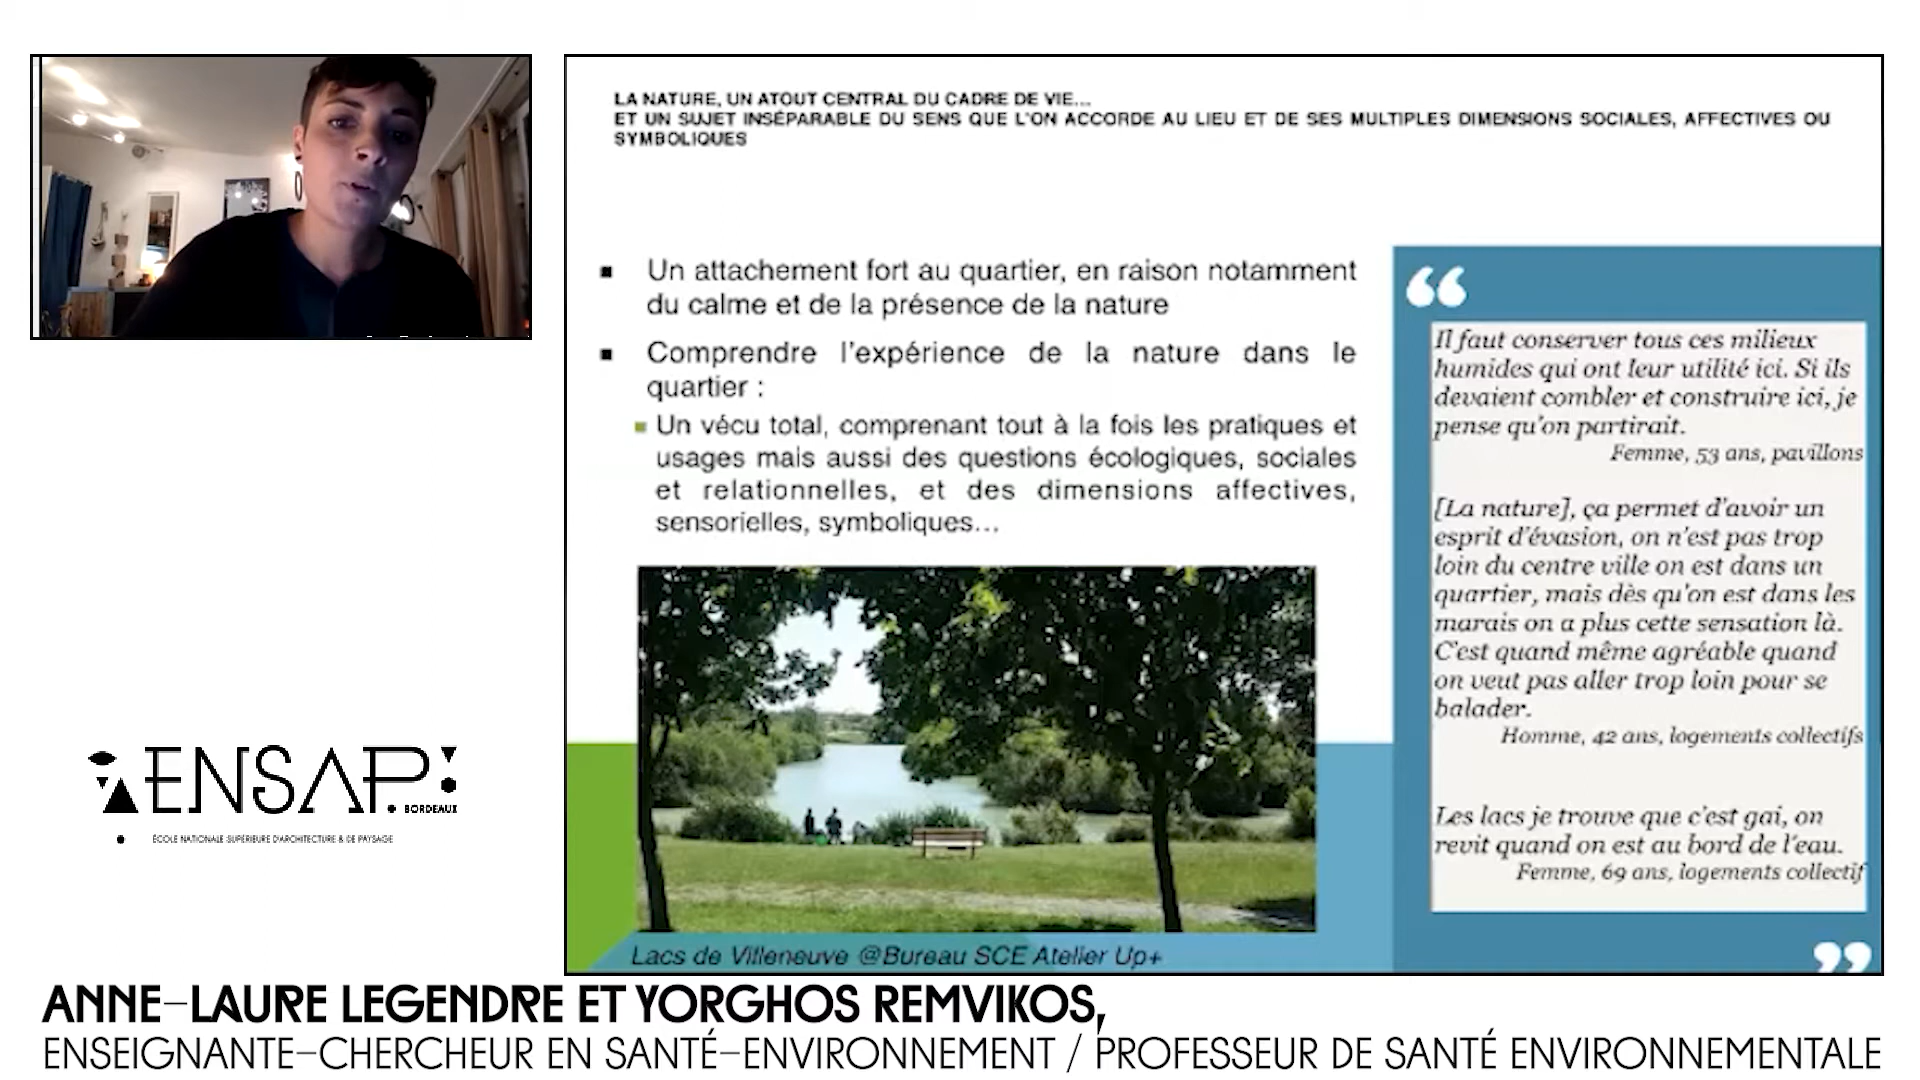 LA NATURE, UN ATOUT CENTRAL DU CADRE DE VIE...
ET UN SUJET INSÉPARABLE DU SENS QUE L'ON ACCORDE AU LIEU ET DE SES MULTIPLES DIMENSIONS SOCIALES, AFFECTIVES OU
SYMBOLIQUES
Un attachement fort au quartier, en raison notamment
du calme et de la présence de la nature
Comprendre l'expérience de la nature dans le
quartier :
Un vécu total, comprenant tout à la fois les pratiques et
usages mais aussi des questions écologiques, sociales
et relationnelles, et des dimensions affectives,
sensorielles, symboliques...
Lacs de Villeneuve @Bureau SCE Atelier Up+
“
Il faut conserver tous ces milieux
humides qui ont leur utilité ici. Si ils
devaient combler et construire ici, je
pense qu'on partirait.
Femme, 53 ans, pavillons
[La nature], ça permet d'avoir un
esprit d'évasion, on n'est pas trop
loin du centre ville on est dans un
quartier, mais dès qu'on est dans les
marais on a plus cette sensation là.
C'est quand même agréable quand
on veut pas aller trop loin pour se
balader.
Homme, 42 ans, logements collectifs
Les lacs je trouve que c'est gai, on
revit quand on est au bord de l'eau.
Femme, 69 ans, logements collectif
”
ENSAP
BORDEAUX
ÉCOLE NATIONALE SUPÉRIEURE D'ARCHITECTURE & DE PAYSAGE
ANNE-LAURE LEGENDRE ET YORGHOS REMVIKOS,
ENSEIGNANTE-CHERCHEUR EN SANTÉ-ENVIRONNEMENT / PROFESSEUR DE SANTÉ ENVIRONNEMENTALE